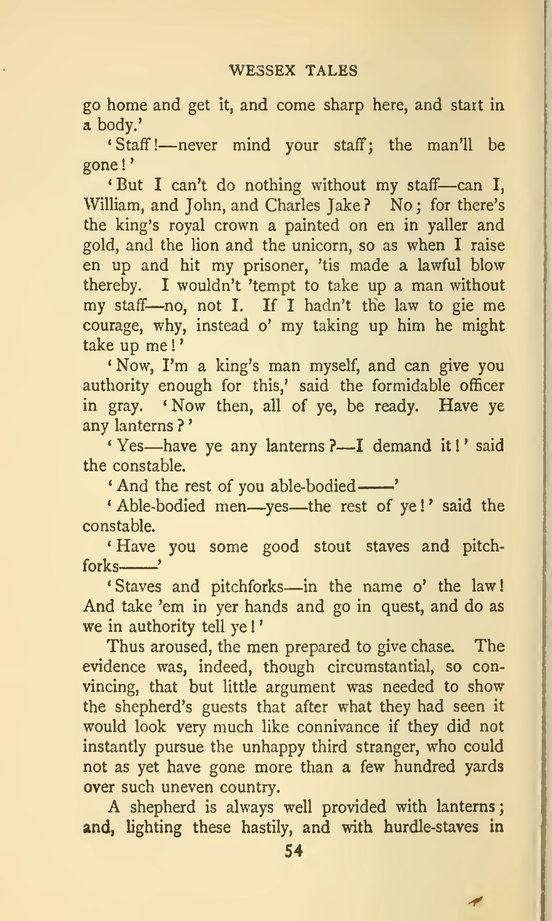 WESSEX TALES
go home and get it, and come sharp here, and start in
a body.'
'Staff!—never mind your staff; the man'll be
gone!'
'But I can't do nothing without my staff—can I,
William, and John, and Charles Jake? No; for there's
the king's royal crown a painted on en in yaller and
gold, and the lion and the unicorn, so as when I raise
en up and hit my prisoner, 'tis made a lawful blow
thereby. I wouldn't 'tempt to take up a man without
my staff—no, not I. If I hadn't the law to gie me
courage, why, instead o' my taking up him he might
take up me!'
'Now, I'm a king's man myself, and can give you
authority enough for this,' said the formidable officer
in gray. 'Now then, all of ye, be ready. Have ye
any lanterns?'
'Yes—have ye any lanterns?—I demand it!' said
the constable.
'And the rest of you able-bodied——'
'Able-bodied men—yes—the rest of ye!' said the
constable.
'Have you some good stout staves and pitch-
forks——'
'Staves and pitchforks—in the name o' the law!
And take 'em in yer hands and go in quest, and do as
we in authority tell ye!'
Thus aroused, the men prepared to give chase. The
evidence was, indeed, though circumstantial, so con-
vincing, that but little argument was needed to show
the shepherd's guests that after what they had seen it
would look very much like connivance if they did not
instantly pursue the unhappy third stranger, who could
not as yet have gone more than a few hundred yards
over such uneven country.
A shepherd is always well provided with lanterns;
and, lighting these hastily, and with hurdle-staves in
54